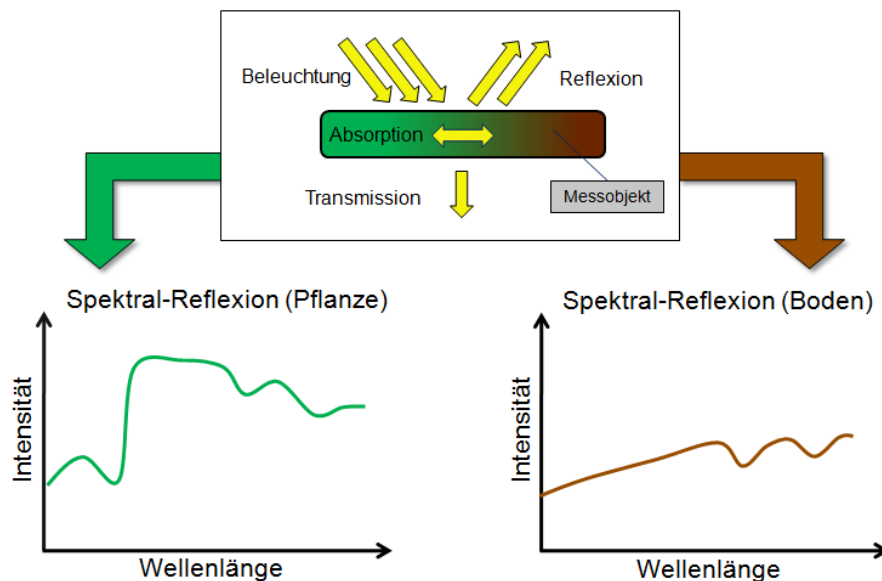 Beleuchtung
Reflexion
Absorption
Transmission
Messobjekt
Spektral-Reflexion (Pflanze)
Intensität
Wellenlänge
Spektral-Reflexion (Boden)
Intensität
Wellenlänge